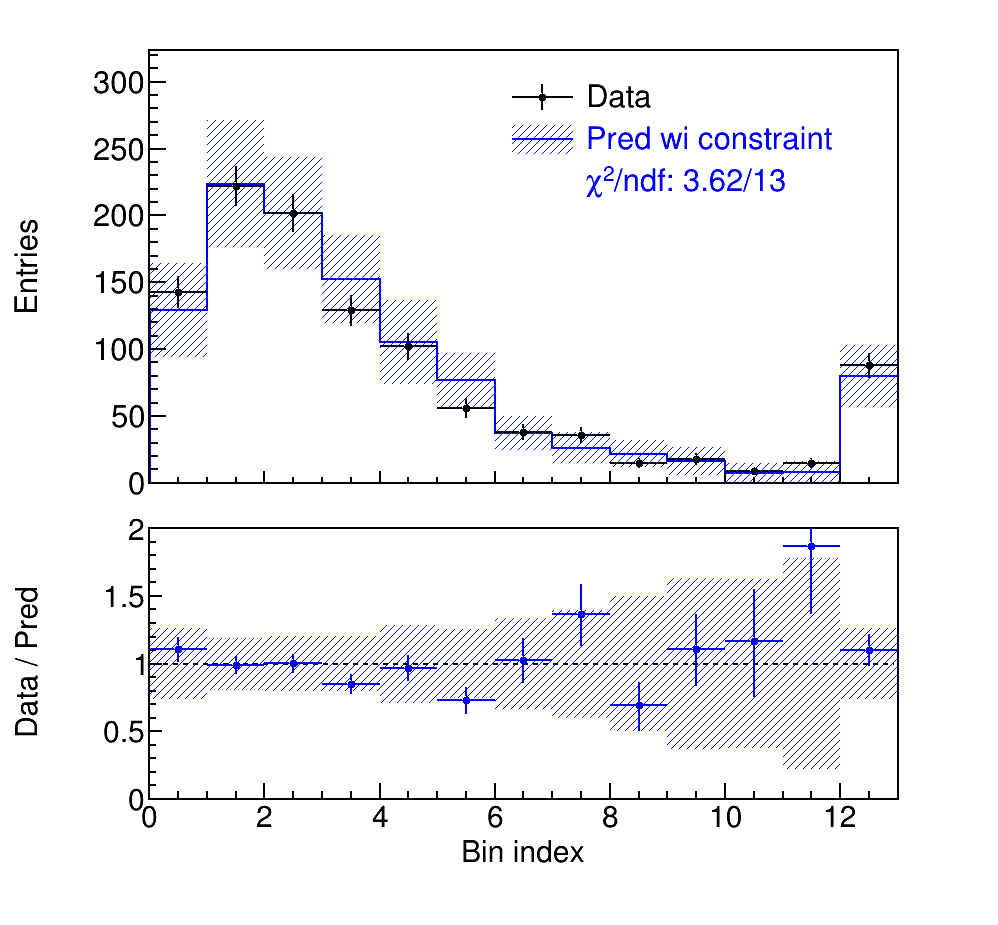 300
250
200
150
100
50
0
Entries
Data
Pred wi constraint
χ²/ndf: 3.62/13
2
1.5
1
0.5
0
Data / Pred
0 2 4 6 8 10 12
Bin index